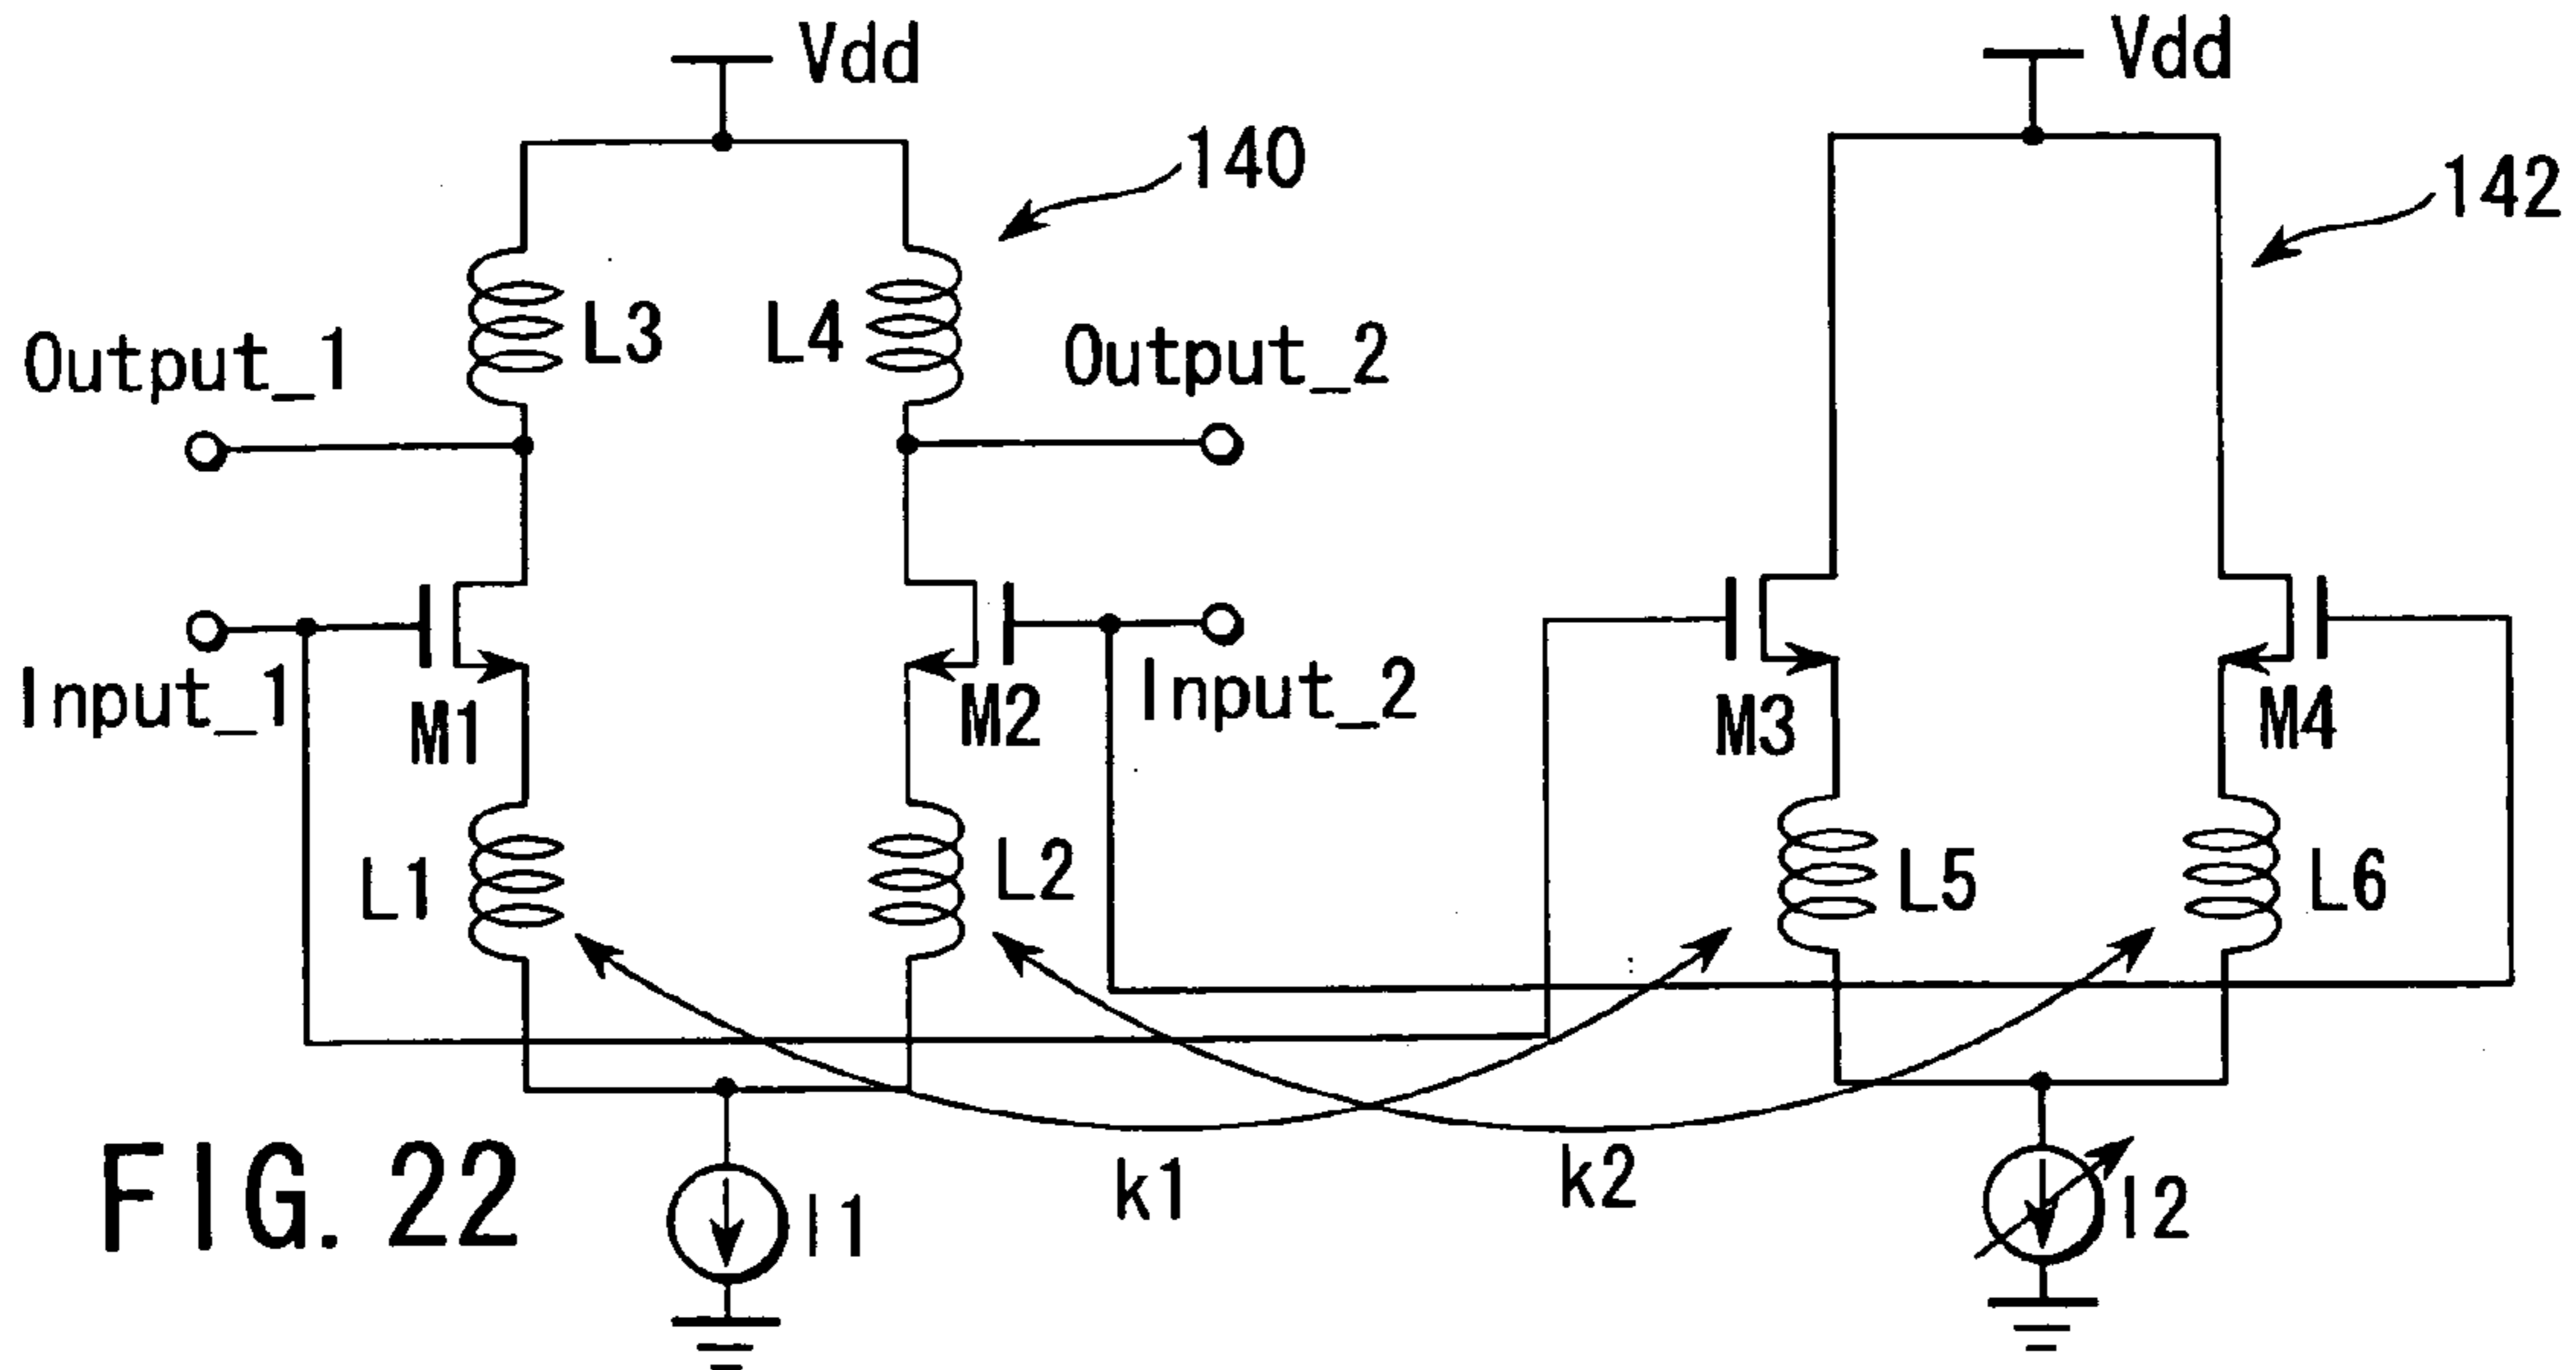 Vdd
Vdd
140
142
L3
L4
Output_1
Output_2
Input_1
M1
M2
Input_2
M3
M4
L1
L2
L5
L6
FIG. 22
I1
k1
k2
I2